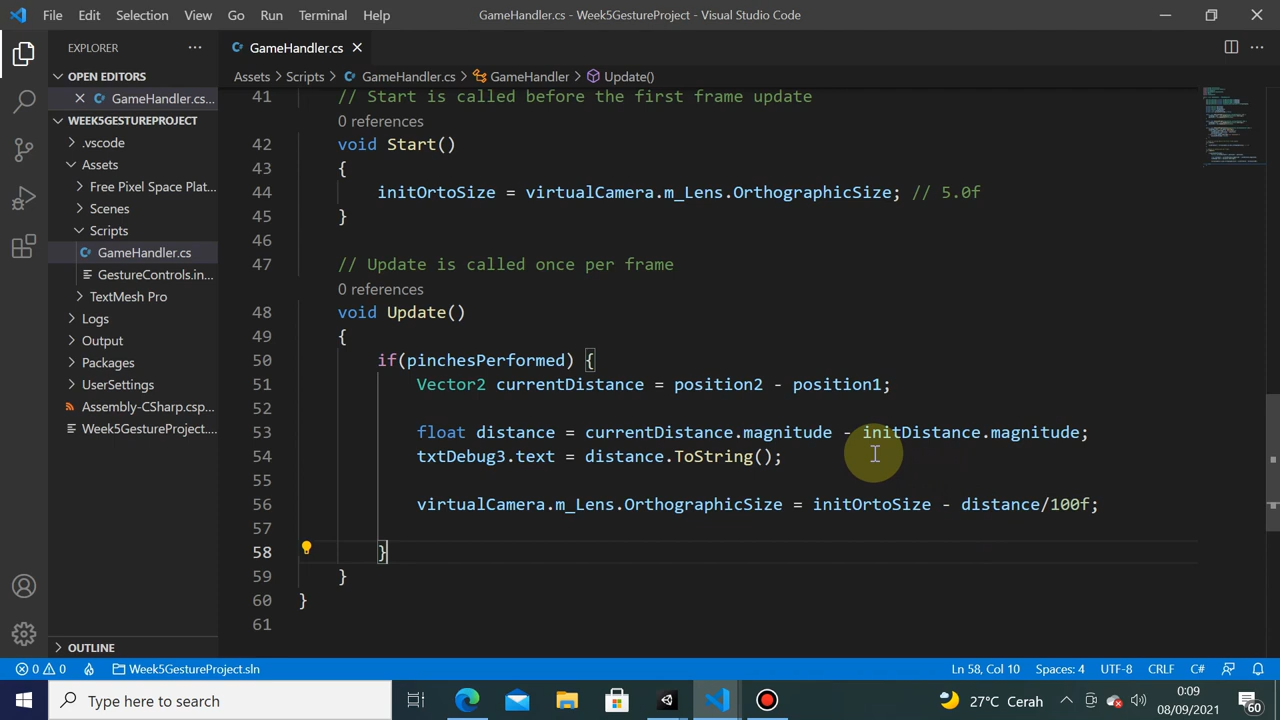 File Edit Selection View Go Run Terminal Help GameHandler.cs - Week5GestureProject - Visual Studio Code
EXPLORER
OPEN EDITORS
GameHandler.cs...
WEEK5GESTUREPROJECT
.vscode
Assets
Free Pixel Space Plat...
Scenes
Scripts
GameHandler.cs
GestureControls.in...
TextMesh Pro
Logs
Output
Packages
UserSettings
Assembly-CSharp.csp...
Week5GestureProject...
OUTLINE
GameHandler.cs
Assets > Scripts > GameHandler.cs > GameHandler > Update()
41 // Start is called before the first frame update
0 references
42 void Start()
43 {
44 initOrtoSize = virtualCamera.m_Lens.OrthographicSize; // 5.0f
45 }
46
47 // Update is called once per frame
0 references
48 void Update()
49 {
50 if(pinchesPerformed) {
51 Vector2 currentDistance = position2 - position1;
52
53 float distance = currentDistance.magnitude - initDistance.magnitude;
54 txtDebug3.text = distance.ToString();
55
56 virtualCamera.m_Lens.OrthographicSize = initOrtoSize - distance/100f;
57
58 }
59 }
60 }
61
0 0 Week5GestureProject.sln Ln 58, Col 10 Spaces: 4 UTF-8 CRLF C#
Type here to search 27°C Cerah 0:09
08/09/2021 60